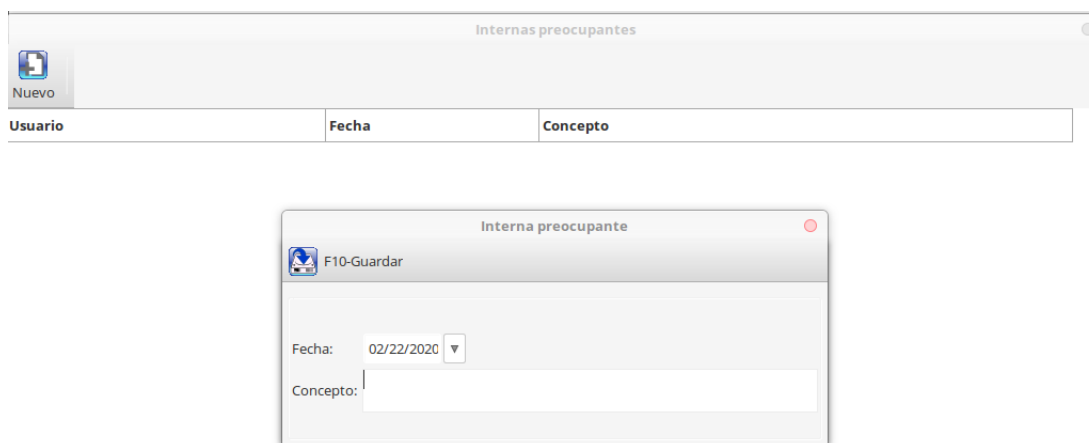 Internas preocupantes
Nuevo
Usuario Fecha Concepto
Interna preocupante
F10-Guardar
Fecha: 02/22/2020
Concepto: